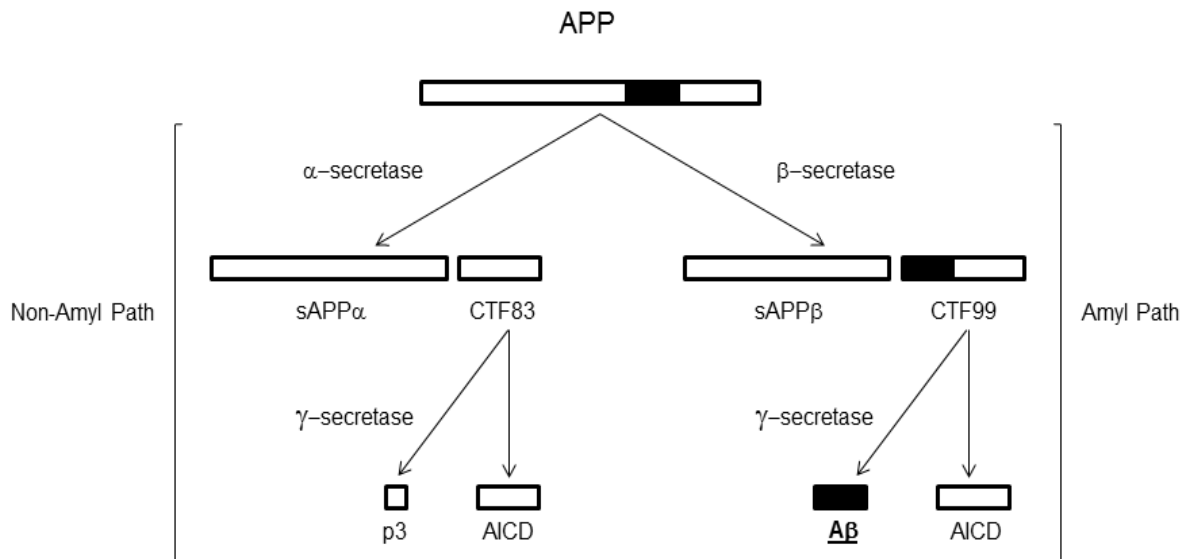 APP
α–secretase
β–secretase
sAPPα
CTF83
sAPPβ
CTF99
Non-Amyl Path
Amyl Path
γ–secretase
γ–secretase
p3
AICD
Aβ
AICD